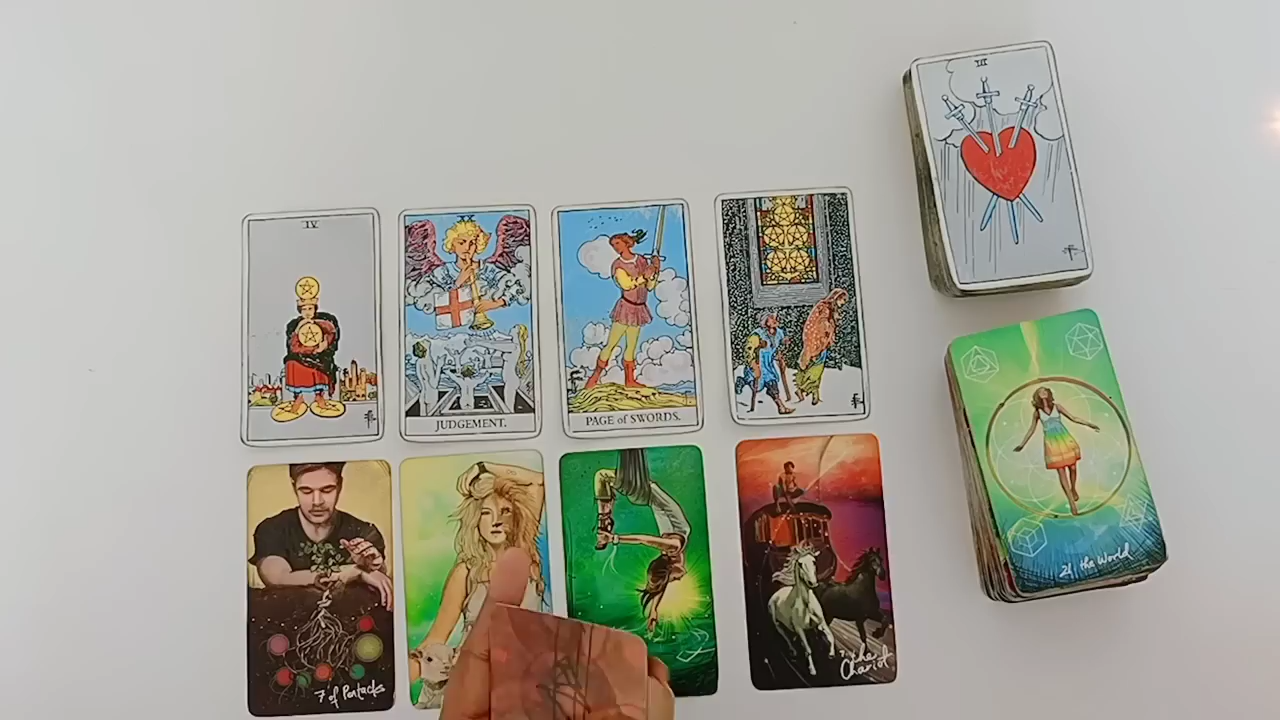 III
IV
XX
JUDGEMENT.
PAGE of SWORDS.
7 of Pentacles
7. the
Chariot
21 the World